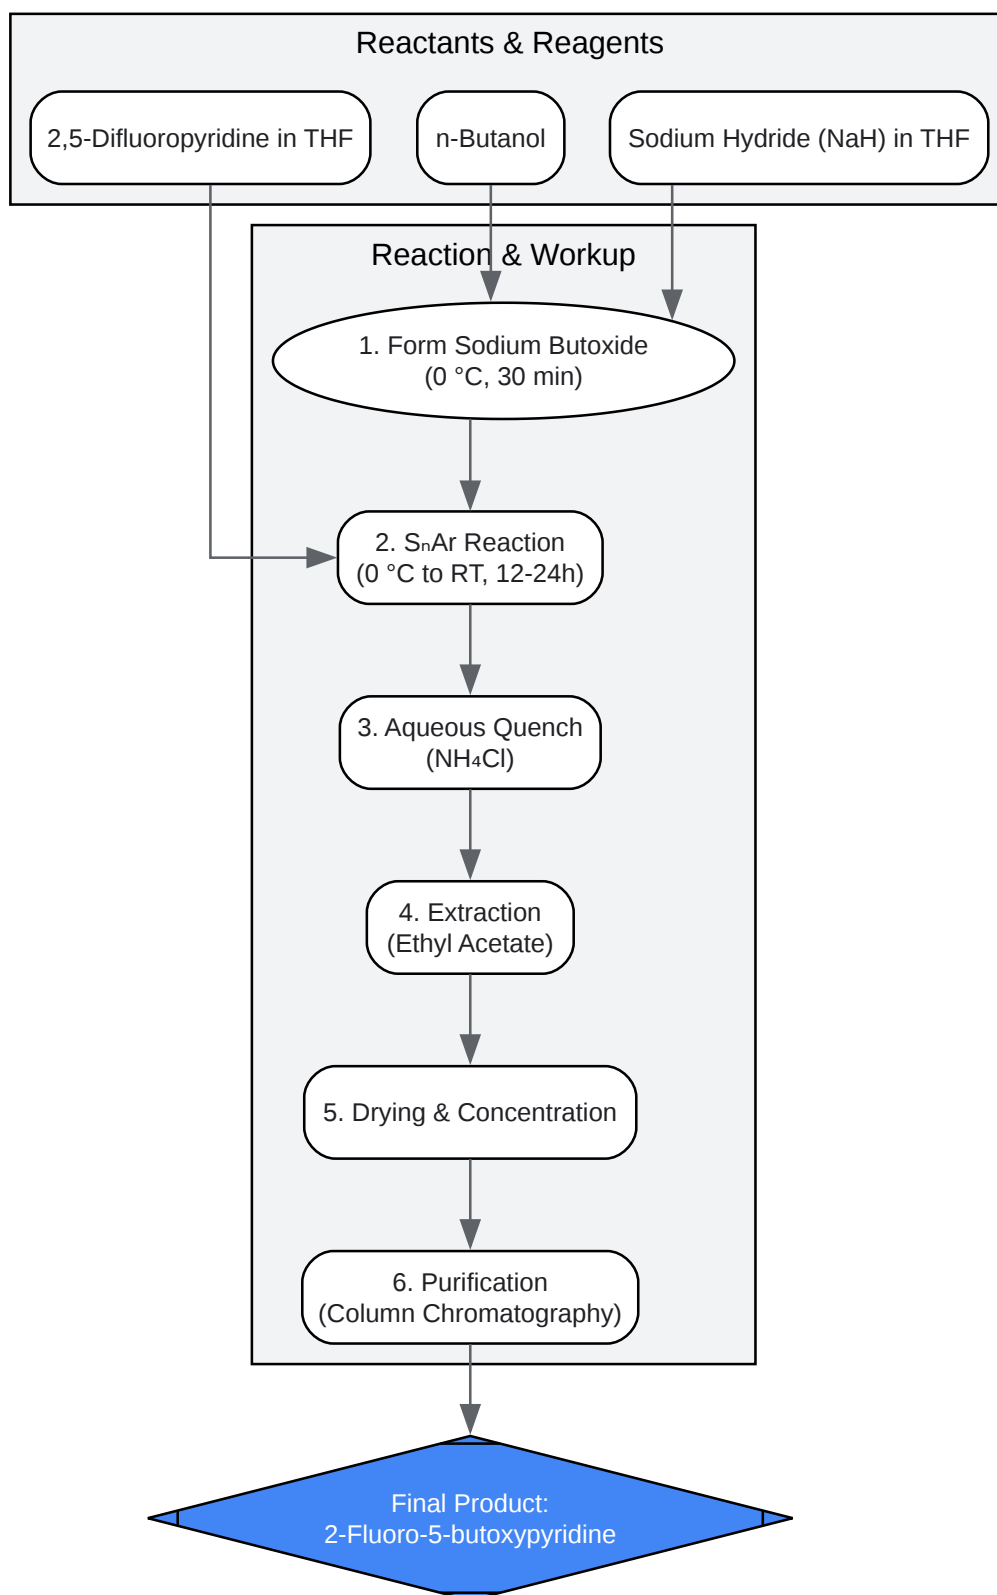 Reactants & Reagents
2,5-Difluoropyridine in THF
n-Butanol
Sodium Hydride (NaH) in THF
Reaction & Workup
1. Form Sodium Butoxide
(0 °C, 30 min)
2. SₙAr Reaction
(0 °C to RT, 12-24h)
3. Aqueous Quench
(NH₄Cl)
4. Extraction
(Ethyl Acetate)
5. Drying & Concentration
6. Purification
(Column Chromatography)
Final Product:
2-Fluoro-5-butoxypyridine